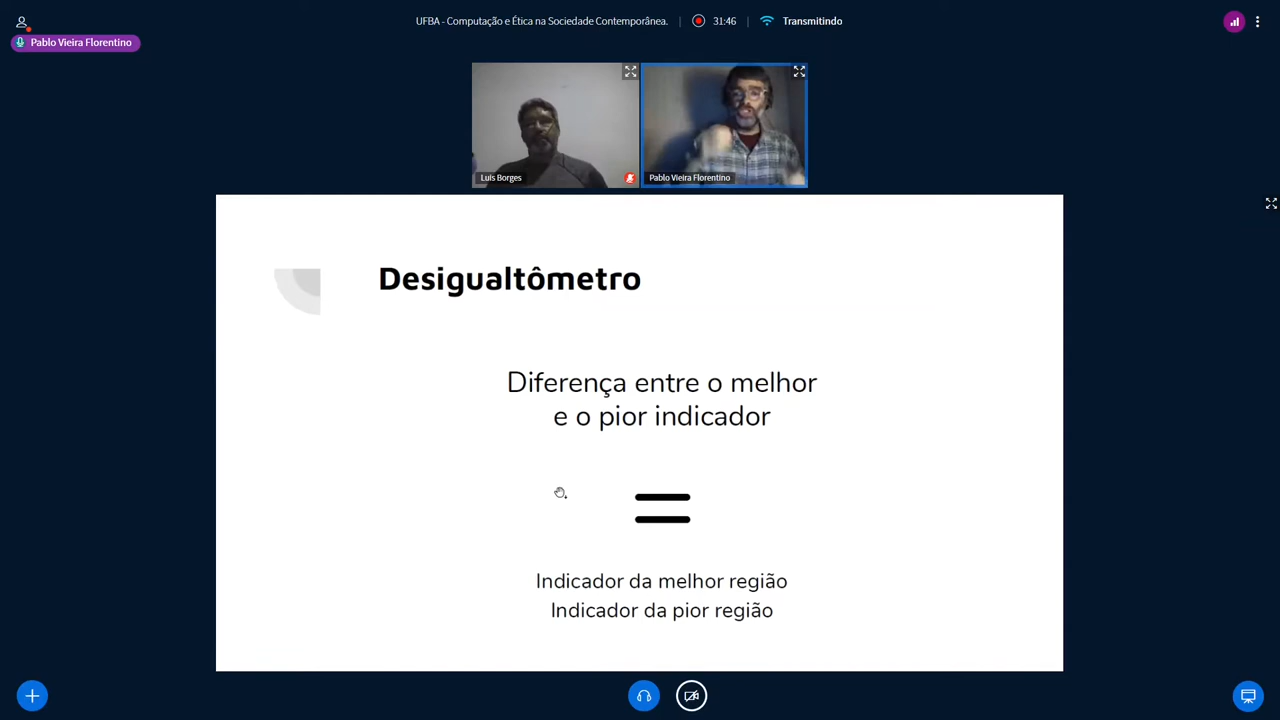 UFBA - Computação e Ética na Sociedade Contemporânea.
31:46
Transmitindo
Pablo Vieira Florentino
Luis Borges
Pablo Vieira Florentino
Desigualtômetro
Diferença entre o melhor
e o pior indicador
=
Indicador da melhor região
Indicador da pior região